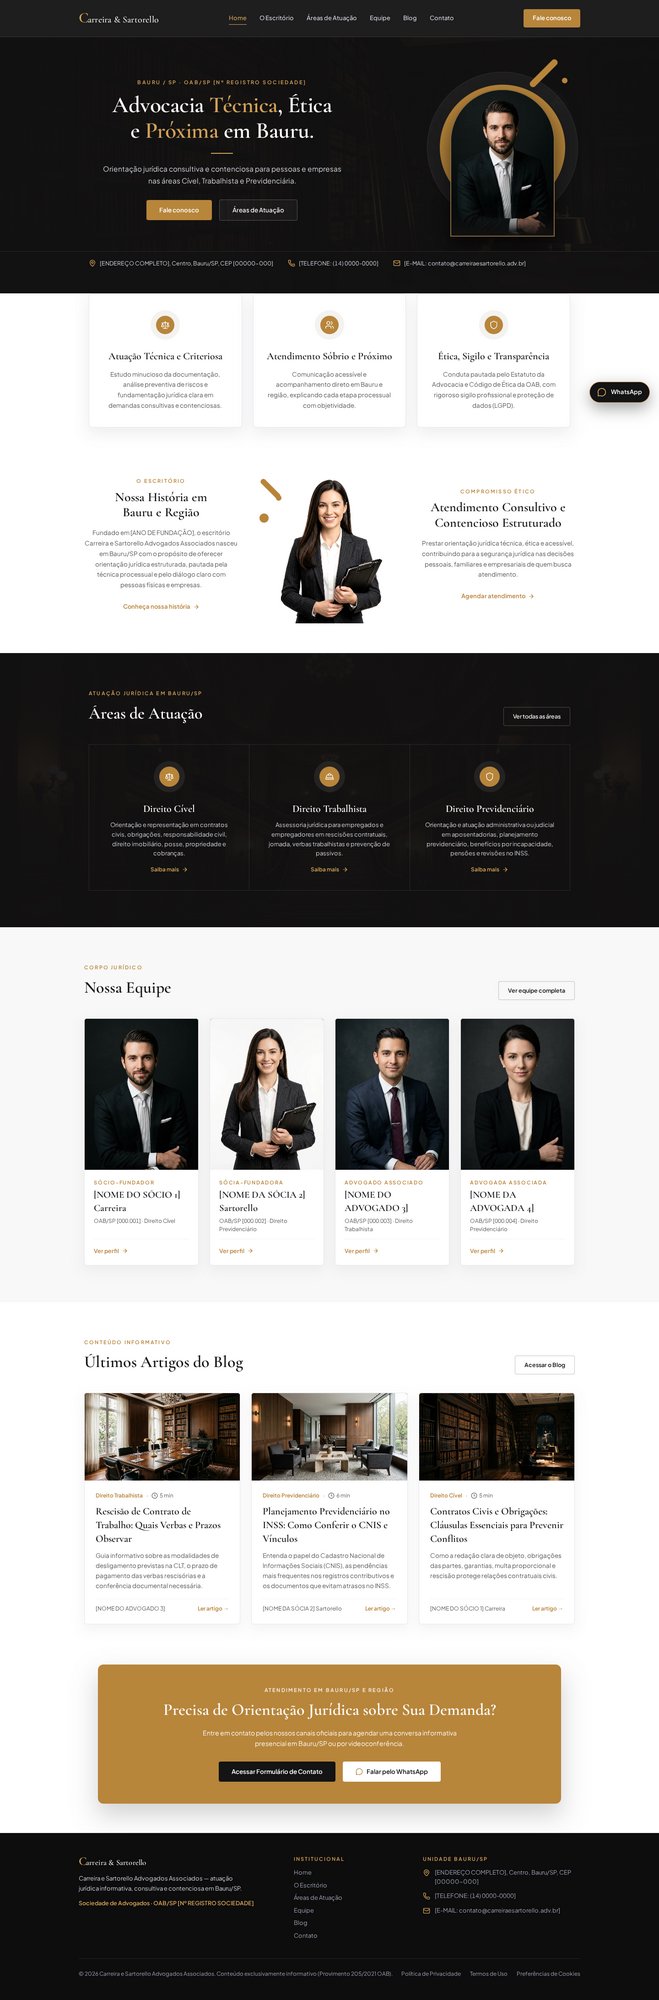 Carreira & Sartorello
Home
O Escritório
Áreas de Atuação
Equipe
Blog
Contato
Fale conosco
BAURU / SP · OAB/SP [Nº REGISTRO SOCIEDADE]
Advocacia Técnica, Ética
e Próxima em Bauru.
Orientação jurídica consultiva e contenciosa para pessoas e empresas
nas áreas Cível, Trabalhista e Previdenciária.
Fale conosco
Áreas de Atuação
[ENDEREÇO COMPLETO], Centro, Bauru/SP, CEP [00000-000]
[TELEFONE: (14) 0000-0000]
[E-MAIL: contato@carreiraesartorello.adv.br]
Atuação Técnica e Criteriosa
Estudo minucioso da documentação,
análise preventiva de riscos e
fundamentação jurídica clara em
demandas consultivas e contenciosas.
Atendimento Sóbrio e Próximo
Comunicação acessível e
acompanhamento direto em Bauru e
região, explicando cada etapa processual
com objetividade.
Ética, Sigilo e Transparência
Conduta pautada pelo Estatuto da
Advocacia e Código de Ética da OAB, com
rigoroso sigilo profissional e proteção de
dados (LGPD).
WhatsApp
O ESCRITÓRIO
Nossa História em
Bauru e Região
Fundado em [ANO DE FUNDAÇÃO], o escritório
Carreira e Sartorello Advogados Associados nasceu
em Bauru/SP com o propósito de oferecer
orientação jurídica estruturada, pautada pela
técnica processual e pelo diálogo claro com
pessoas físicas e empresas.
Conheça nossa história →
COMPROMISSO ÉTICO
Atendimento Consultivo e
Contencioso Estruturado
Prestar orientação jurídica técnica, ética e acessível,
contribuindo para a segurança jurídica nas decisões
pessoais, familiares e empresariais de quem busca
atendimento.
Agendar atendimento →
ATUAÇÃO JURÍDICA EM BAURU/SP
Áreas de Atuação
Ver todas as áreas
Direito Cível
Orientação e representação em contratos
civis, obrigações, responsabilidade civil,
direito imobiliário, posse, propriedade e
cobranças.
Saiba mais →
Direito Trabalhista
Assessoria jurídica para empregados e
empregadores em rescisões contratuais,
jornada, verbas trabalhistas e prevenção de
passivos.
Saiba mais →
Direito Previdenciário
Orientação e atuação administrativa ou judicial
em aposentadorias, planejamento
previdenciário, benefícios por incapacidade,
pensões e revisões no INSS.
Saiba mais →
CORPO JURÍDICO
Nossa Equipe
Ver equipe completa
SÓCIO-FUNDADOR
[NOME DO SÓCIO 1]
Carreira
OAB/SP [000.001] · Direito Cível
Ver perfil →
SÓCIA-FUNDADORA
[NOME DA SÓCIA 2]
Sartorello
OAB/SP [000.002] · Direito
Previdenciário
Ver perfil →
ADVOGADO ASSOCIADO
[NOME DO
ADVOGADO 3]
OAB/SP [000.003] · Direito
Trabalhista
Ver perfil →
ADVOGADA ASSOCIADA
[NOME DA
ADVOGADA 4]
OAB/SP [000.004] · Direito
Previdenciário
Ver perfil →
CONTEÚDO INFORMATIVO
Últimos Artigos do Blog
Acessar o Blog
Direito Trabalhista · 5 min
Rescisão de Contrato de
Trabalho: Quais Verbas e Prazos
Observar
Guia informativo sobre as modalidades de
desligamento previstas na CLT, o prazo de
pagamento das verbas rescisórias e a
conferência documental necessária.
[NOME DO ADVOGADO 3]
Ler artigo →
Direito Previdenciário · 6 min
Planejamento Previdenciário no
INSS: Como Conferir o CNIS e
Vínculos
Entenda o papel do Cadastro Nacional de
Informações Sociais (CNIS), as pendências
mais frequentes nos registros contributivos e
os documentos que evitam atrasos no INSS.
[NOME DA SÓCIA 2] Sartorello
Ler artigo →
Direito Cível · 5 min
Contratos Civis e Obrigações:
Cláusulas Essenciais para Prevenir
Conflitos
Como a redação clara de objeto, obrigações
das partes, garantias, multa proporcional e
rescisão protege relações contratuais civis.
[NOME DO SÓCIO 1] Carreira
Ler artigo →
ATENDIMENTO EM BAURU/SP E REGIÃO
Precisa de Orientação Jurídica sobre Sua Demanda?
Entre em contato pelos nossos canais oficiais para agendar uma conversa informativa
presencial em Bauru/SP ou por videoconferência.
Acessar Formulário de Contato
Falar pelo WhatsApp
Carreira & Sartorello
Carreira e Sartorello Advogados Associados — atuação
jurídica informativa, consultiva e contenciosa em Bauru/SP.
Sociedade de Advogados · OAB/SP [Nº REGISTRO SOCIEDADE]
INSTITUCIONAL
Home
O Escritório
Áreas de Atuação
Equipe
Blog
Contato
UNIDADE BAURU/SP
[ENDEREÇO COMPLETO], Centro, Bauru/SP, CEP
[00000-000]
[TELEFONE: (14) 0000-0000]
[E-MAIL: contato@carreiraesartorello.adv.br]
© 2026 Carreira e Sartorello Advogados Associados. Conteúdo exclusivamente informativo (Provimento 205/2021 OAB).
Política de Privacidade
Termos de Uso
Preferências de Cookies